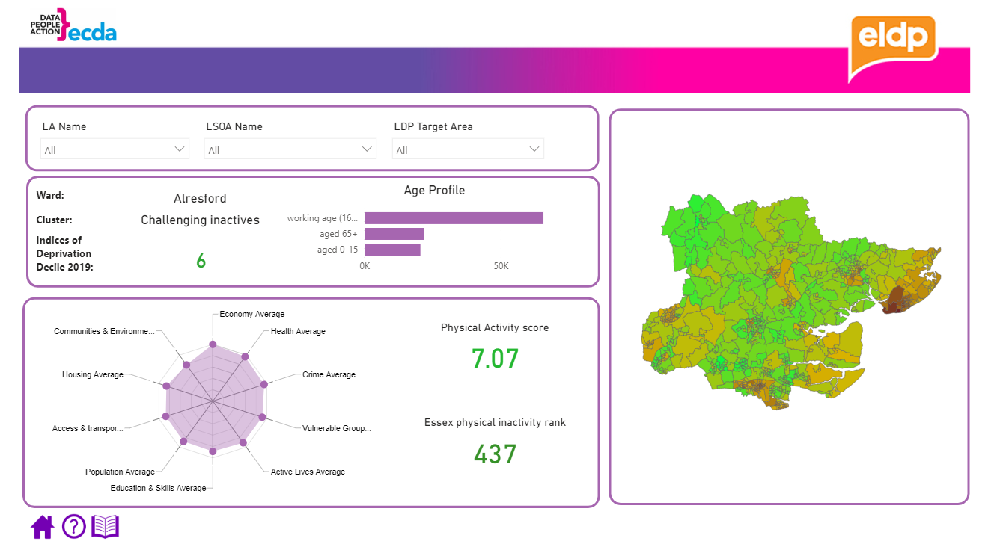 DATA
PEOPLE
ACTION
ecda
eldp
LA Name
LSOA Name
LDP Target Area
All
All
All
Ward:
Alresford
Cluster:
Challenging inactives
Indices of
Deprivation
Decile 2019:
6
Age Profile
working age (16...
aged 65+
aged 0-15
0K
50K
Economy Average
Communities & Environme...
Health Average
Housing Average
Crime Average
Access & transpor...
Vulnerable Group...
Population Average
Active Lives Average
Education & Skills Average
Physical Activity score
7.07
Essex physical inactivity rank
437
?